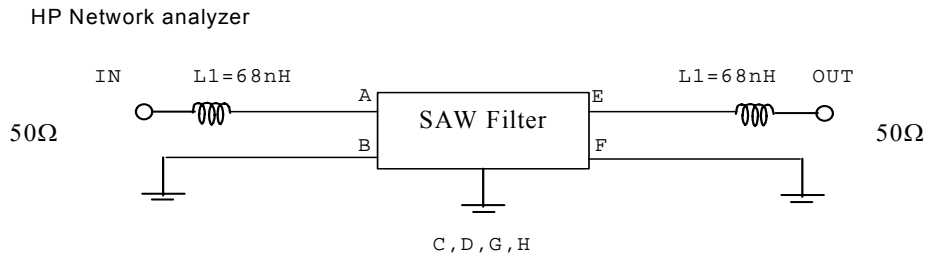 HP Network analyzer
IN L1=68nH L1=68nH OUT
A E
50Ω SAW Filter 50Ω
B F
C,D,G,H